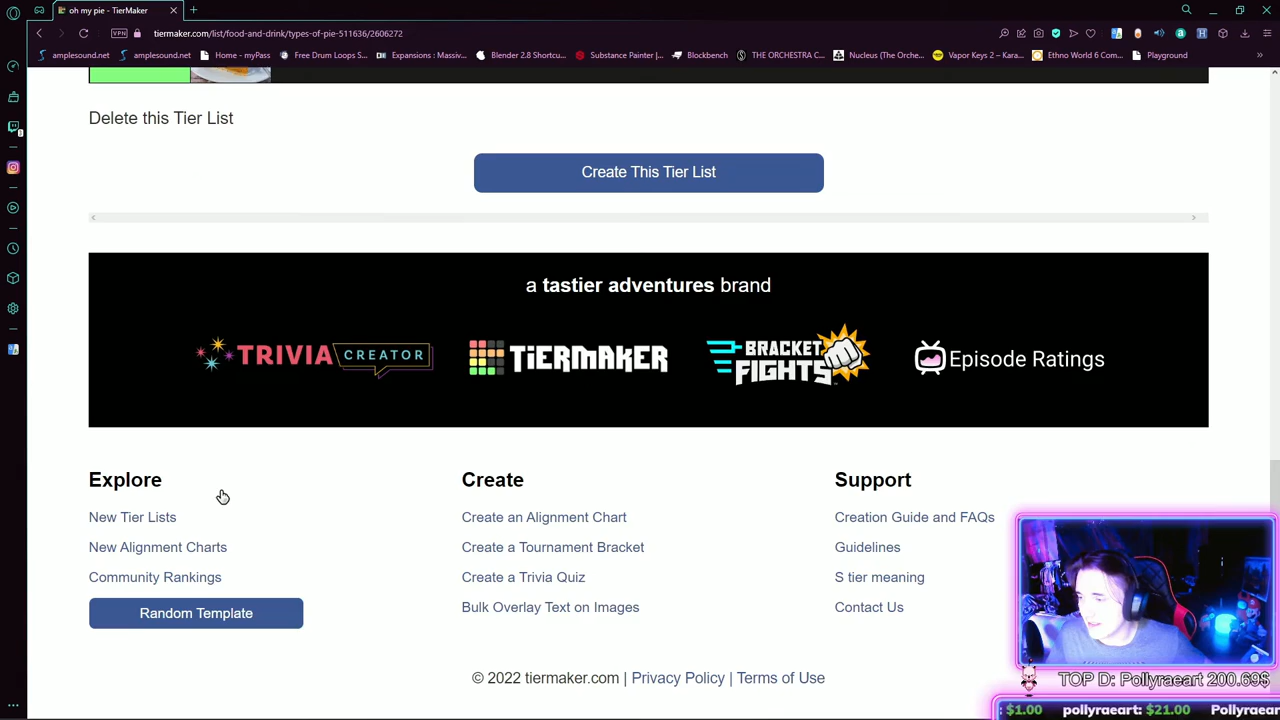 oh my pie - TierMaker
VPN
tiermaker.com/list/food-and-drink/types-of-pie-511636/2606272
amplesound.net
amplesound.net
Home - myPass
Free Drum Loops S...
Expansions : Massiv...
Blender 2.8 Shortcu...
Substance Painter |...
Blockbench
THE ORCHESTRA C...
Nucleus (The Orche...
Vapor Keys 2 – Kara...
Ethno World 6 Com...
Playground
Delete this Tier List
Create This Tier List
a tastier adventures brand
TRIVIA CREATOR
TiERMAKER
BRACKET FIGHTS
Episode Ratings
Explore
New Tier Lists
New Alignment Charts
Community Rankings
Random Template
Create
Create an Alignment Chart
Create a Tournament Bracket
Create a Trivia Quiz
Bulk Overlay Text on Images
Support
Creation Guide and FAQs
Guidelines
S tier meaning
Contact Us
© 2022 tiermaker.com | Privacy Policy | Terms of Use
TOP D: Pollyraeart 200.69$
: $1.00 pollyraeart: $21.00 Pollyraear